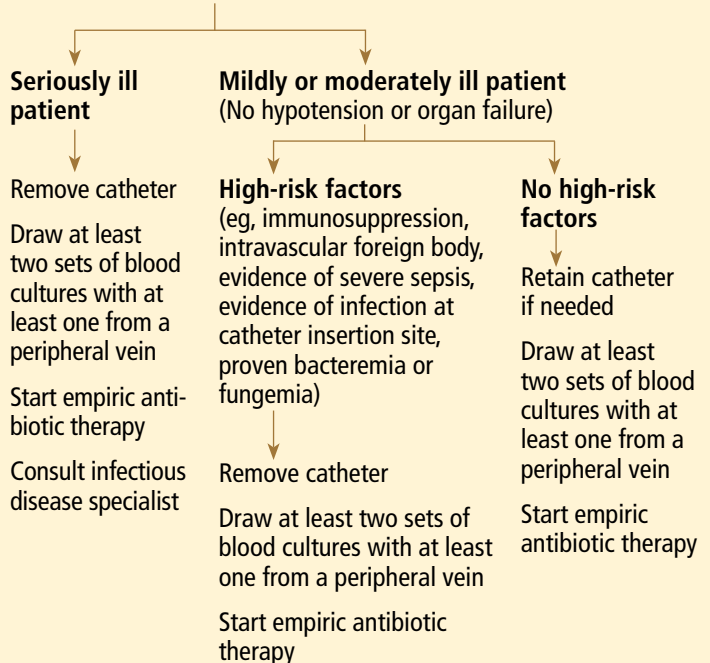 Seriously ill
patient
Remove catheter
Draw at least
two sets of blood
cultures with at
least one from a
peripheral vein
Start empiric anti-
biotic therapy
Consult infectious
disease specialist
Mildly or moderately ill patient
(No hypotension or organ failure)
High-risk factors
(eg, immunosuppression,
intravascular foreign body,
evidence of severe sepsis,
evidence of infection at
catheter insertion site,
proven bacteremia or
fungemia)
Remove catheter
Draw at least two sets of
blood cultures with at least
one from a peripheral vein
Start empiric antibiotic
therapy
No high-risk
factors
Retain catheter
if needed
Draw at least
two sets of blood
cultures with at
least one from a
peripheral vein
Start empiric
antibiotic therapy